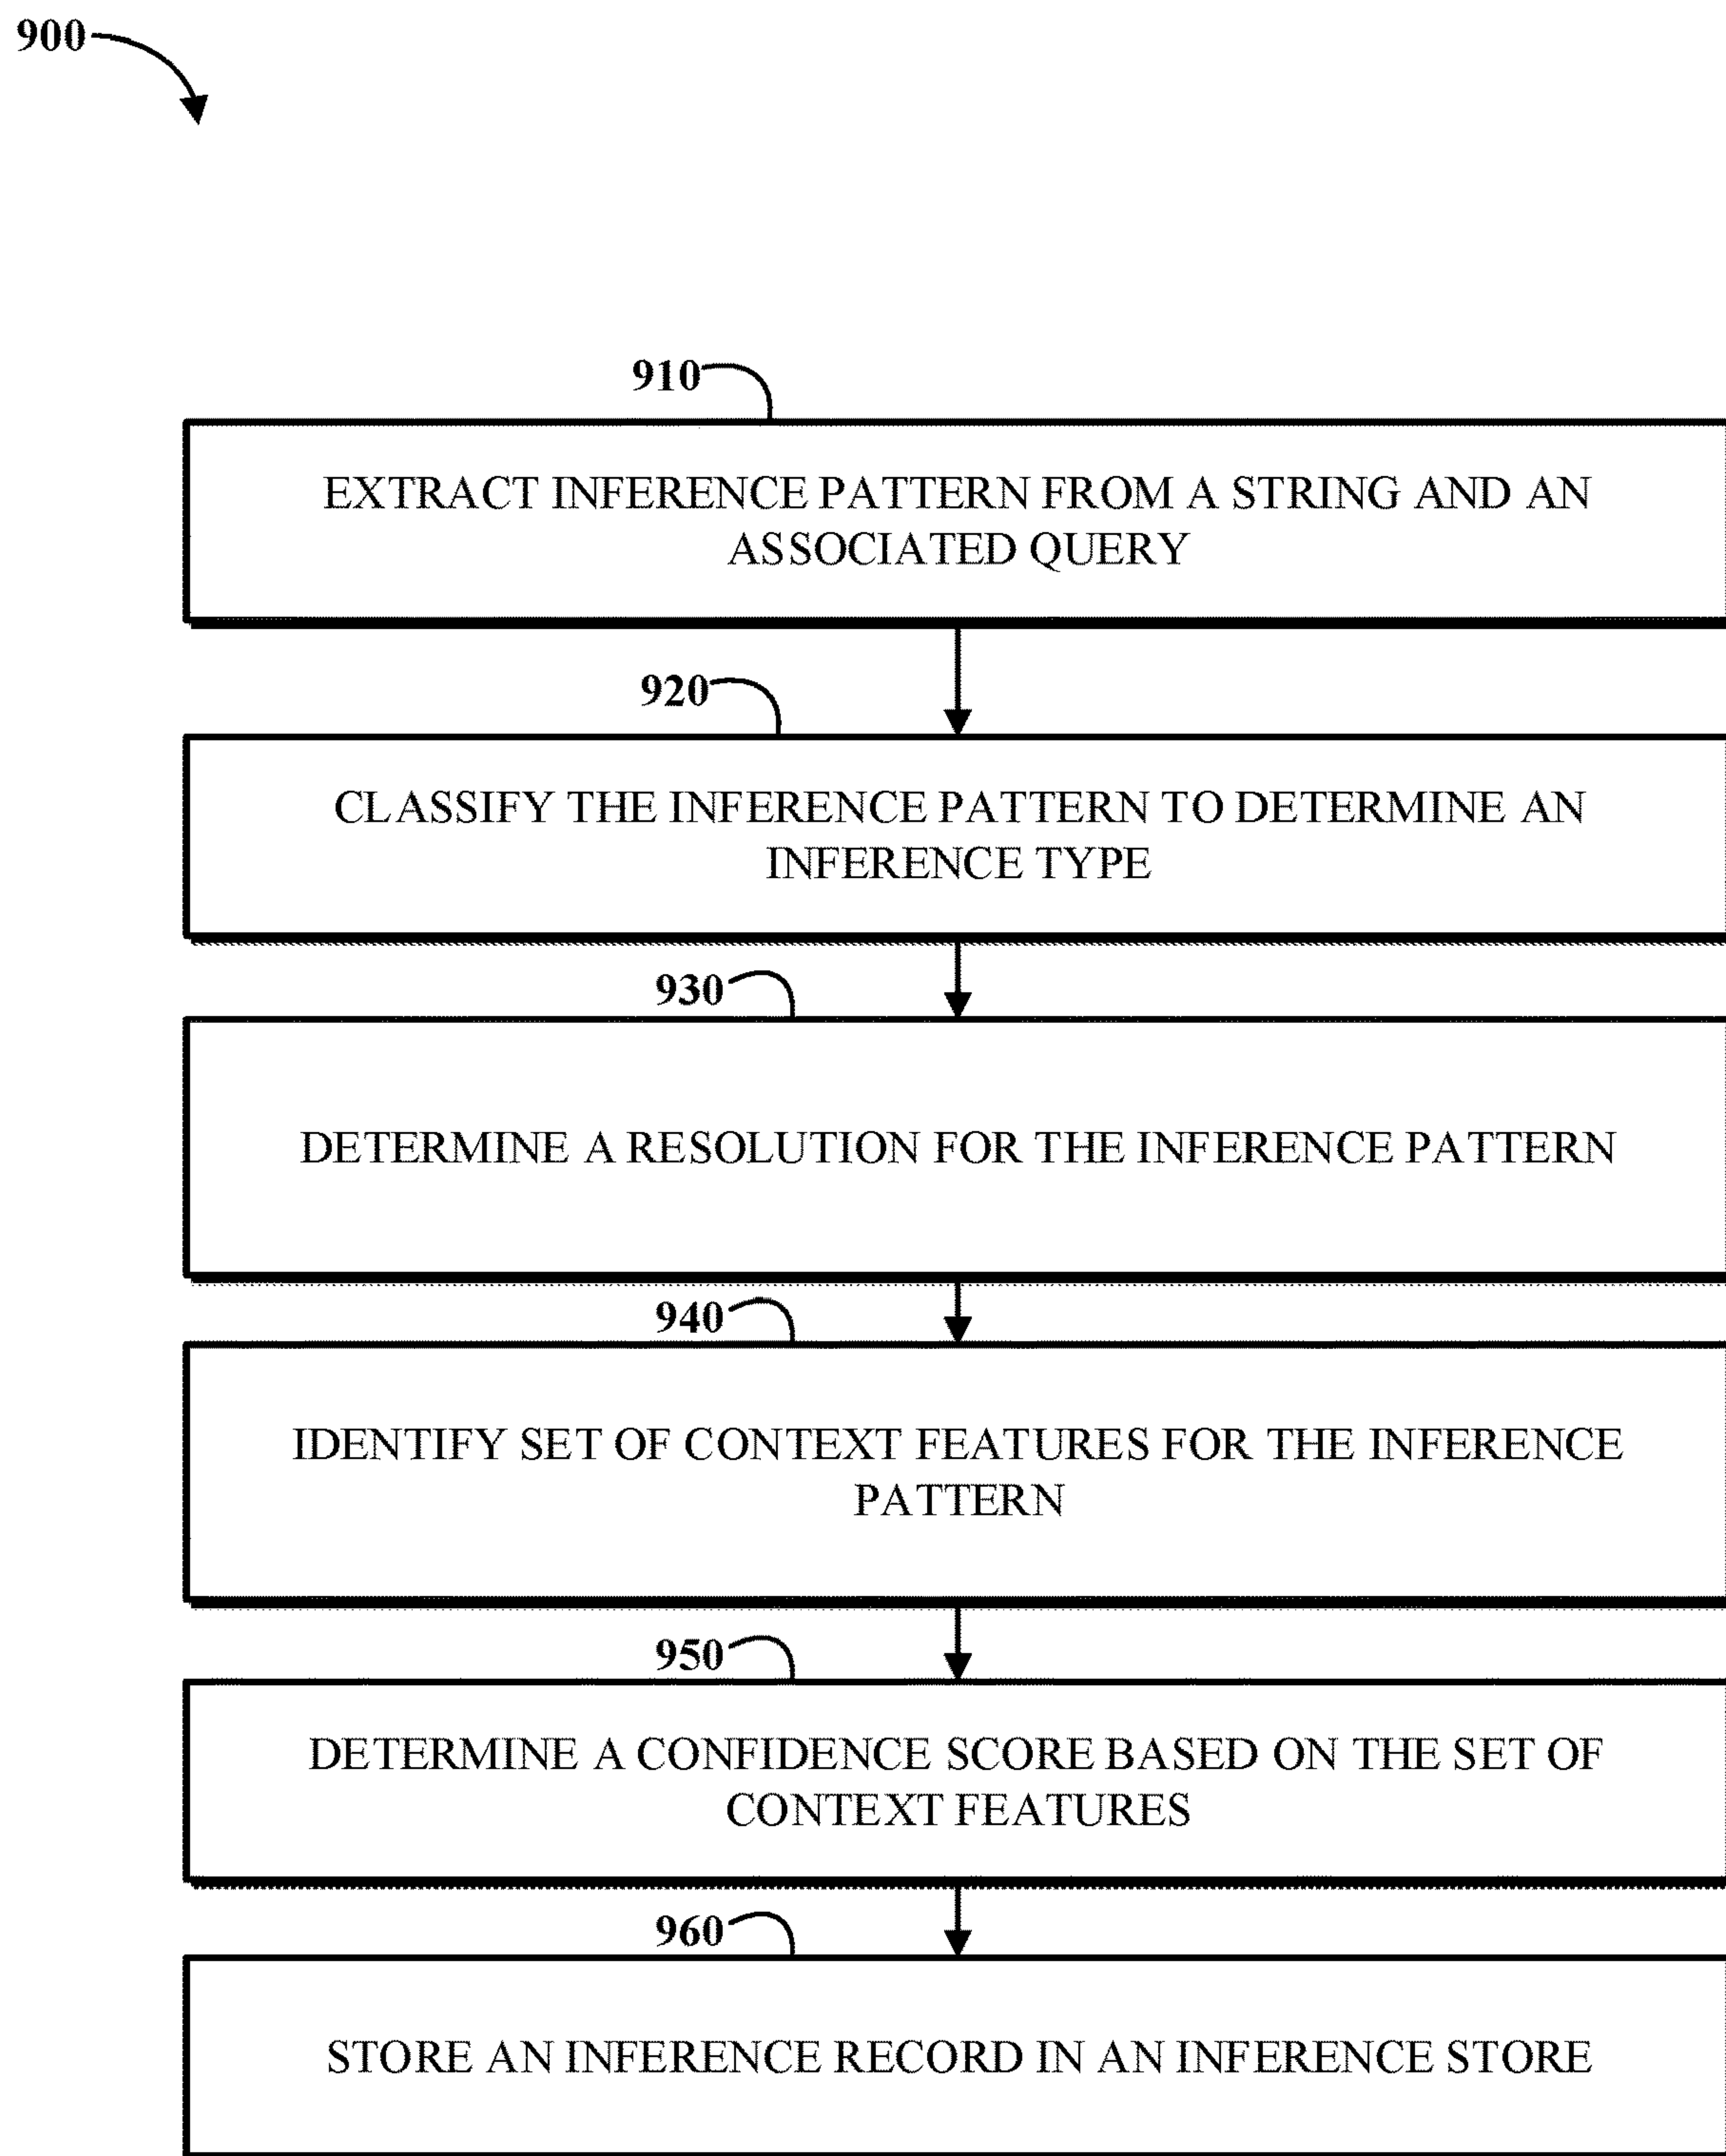 900
910
EXTRACT INFERENCE PATTERN FROM A STRING AND AN
ASSOCIATED QUERY
920
CLASSIFY THE INFERENCE PATTERN TO DETERMINE AN
INFERENCE TYPE
930
DETERMINE A RESOLUTION FOR THE INFERENCE PATTERN
940
IDENTIFY SET OF CONTEXT FEATURES FOR THE INFERENCE
PATTERN
950
DETERMINE A CONFIDENCE SCORE BASED ON THE SET OF
CONTEXT FEATURES
960
STORE AN INFERENCE RECORD IN AN INFERENCE STORE